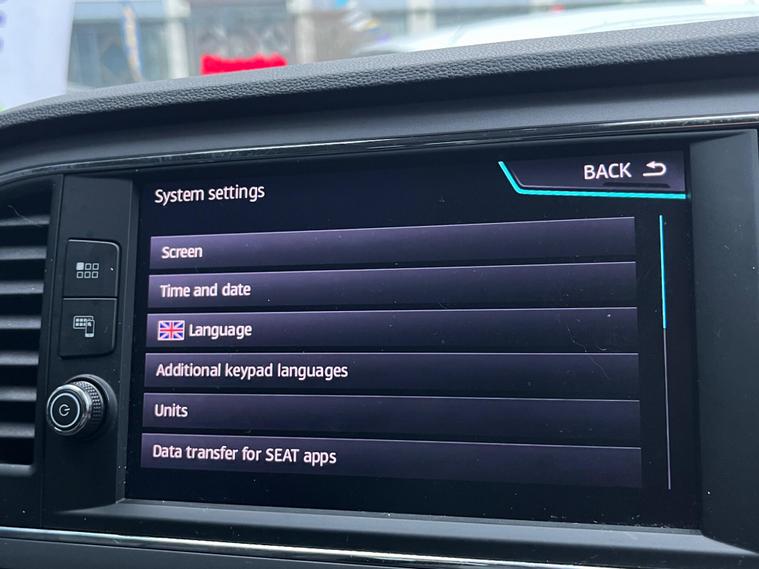 BACK
System settings
Screen
Time and date
Language
Additional keypad languages
Units
Data transfer for SEAT apps